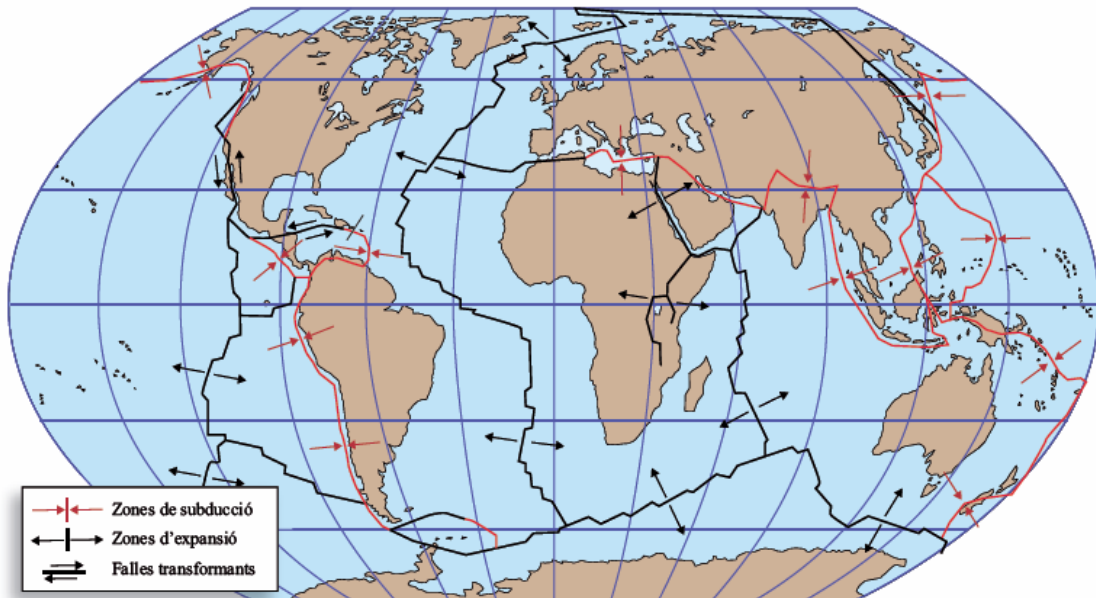 Zones de subducció
Zones d'expansió
Falles transformants